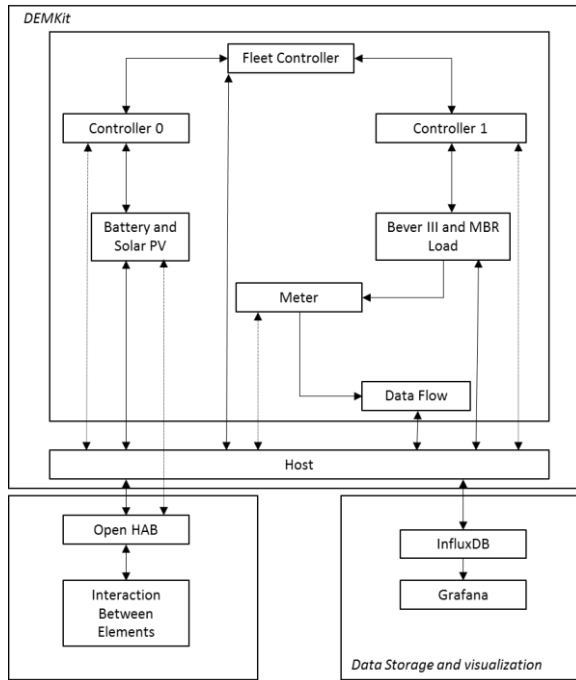 DEMKit
Fleet Controller
Controller 0
Controller 1
Battery and
Solar PV
Bever III and MBR
Load
Meter
Data Flow
Host
Open HAB
Interaction
Between
Elements
InfluxDB
Grafana
Data Storage and visualization